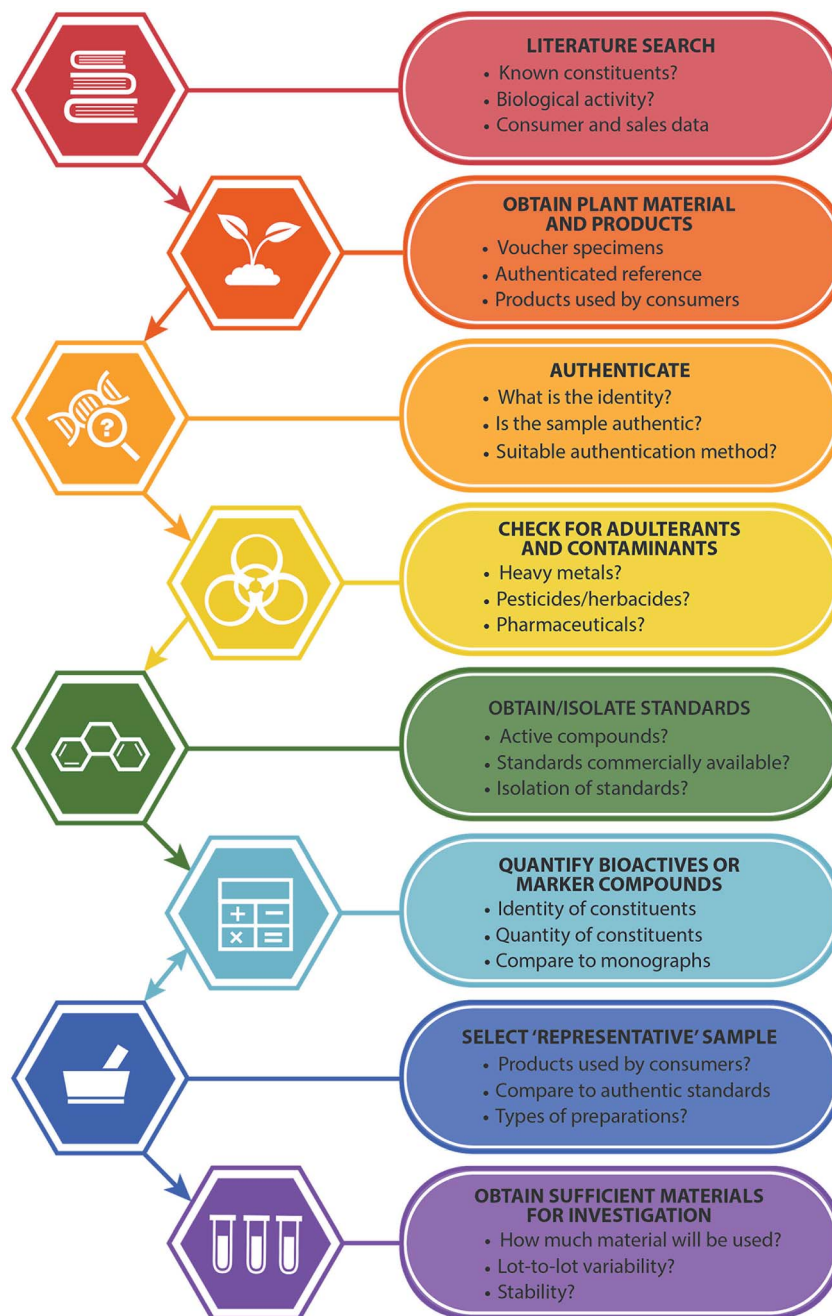 LITERATURE SEARCH
• Known constituents?
• Biological activity?
• Consumer and sales data
OBTAIN PLANT MATERIAL
AND PRODUCTS
• Voucher specimens
• Authenticated reference
• Products used by consumers
AUTHENTICATE
• What is the identity?
• Is the sample authentic?
• Suitable authentication method?
?
CHECK FOR ADULTERANTS
AND CONTAMINANTS
• Heavy metals?
• Pesticides/herbacides?
• Pharmaceuticals?
OBTAIN/ISOLATE STANDARDS
• Active compounds?
• Standards commercially available?
• Isolation of standards?
QUANTIFY BIOACTIVES OR
MARKER COMPOUNDS
• Identity of constituents
• Quantity of constituents
• Compare to monographs
+ −
× =
SELECT ‘REPRESENTATIVE’ SAMPLE
• Products used by consumers?
• Compare to authentic standards
• Types of preparations?
OBTAIN SUFFICIENT MATERIALS
FOR INVESTIGATION
• How much material will be used?
• Lot-to-lot variability?
• Stability?